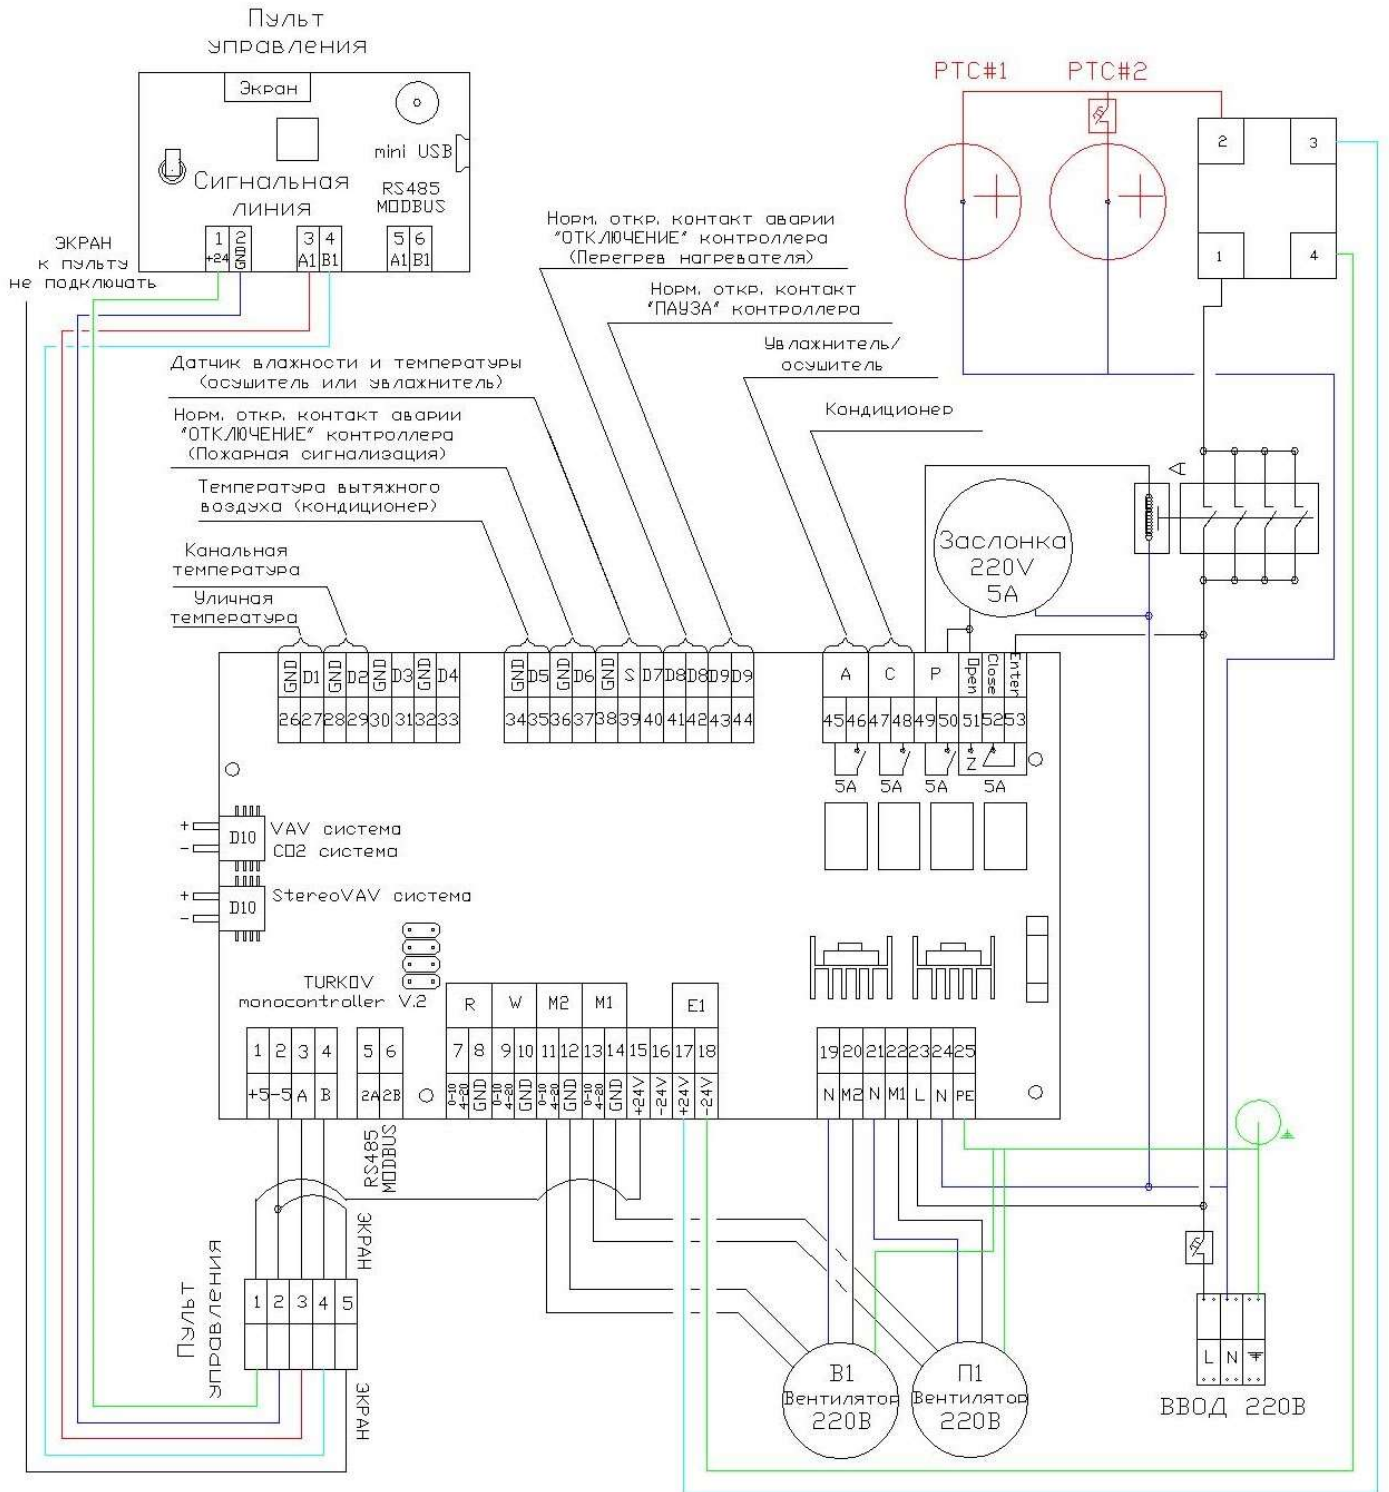 Пульт
управления
Экран
mini USB
Сигнальная
линия
RS485
MODBUS
1 2 3 4 5 6
+24 GND A1 B1 A1 B1
ЭКРАН
к пульту
не подключать
PTC#1 PTC#2
2 3
1 4
Норм. откр. контакт аварии
"ОТКЛЮЧЕНИЕ" контроллера
(Перегрев нагревателя)
Норм. откр. контакт
"ПАУЗА" контроллера
Увлажнитель/
осушитель
Кондиционер
Датчик влажности и температуры
(осушитель или увлажнитель)
Норм. откр. контакт аварии
"ОТКЛЮЧЕНИЕ" контроллера
(Пожарная сигнализация)
Температура вытяжного
воздуха (кондиционер)
Канальная
температура
Уличная
температура
A
Заслонка
220V
5A
GND D1 GND D2 GND D3 GND D4 GND D5 GND D6 GND S D7 D8 D8 D9 D9 A C P Open Close Enter
26 27 28 29 30 31 32 33 34 35 36 37 38 39 40 41 42 43 44 45 46 47 48 49 50 51 52 53
Z
5A 5A 5A 5A
+
-
D10
VAV система
CO2 система
+
-
D10
StereoVAV система
TURKOV
monocontroller V.2
R W M2 M1 E1
1 2 3 4 5 6 7 8 9 10 11 12 13 14 15 16 17 18 19 20 21 22 23 24 25
+5 -5 A B 2A 2B 0-10 4-20 GND 0-10 4-20 GND 0-10 4-20 GND 0-10 4-20 GND +24V -24V +24V -24V N M2 N M1 L N PE
RS485
MODBUS
ЭКРАН
Пульт
управления
1 2 3 4 5
ЭКРАН
В1
Вентилятор
220В
П1
Вентилятор
220В
L N
ВВОД 220В